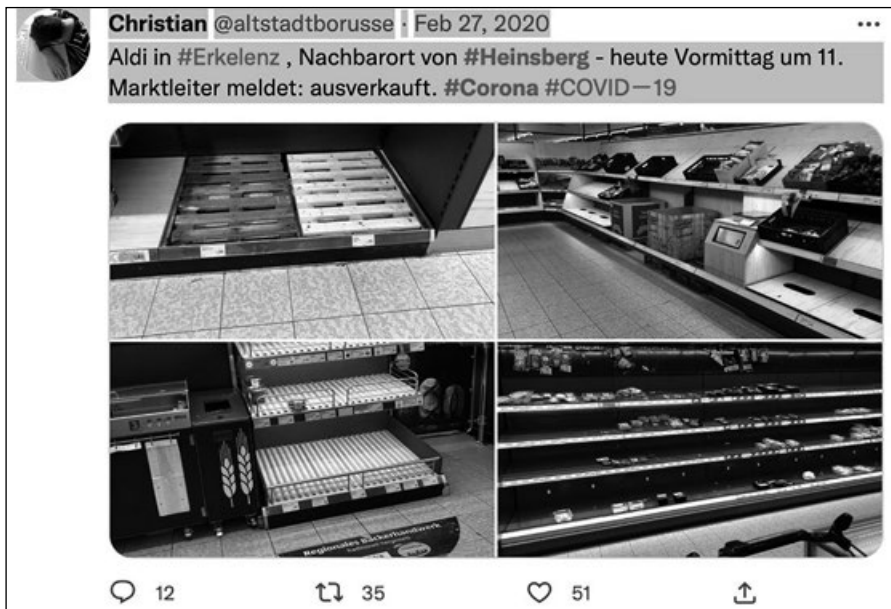 Christian @altstadtborusse · Feb 27, 2020
Aldi in #Erkelenz , Nachbarort von #Heinsberg - heute Vormittag um 11.
Marktleiter meldet: ausverkauft. #Corona #COVID—19
Regionales Bäckerhandwerk
12 35 51